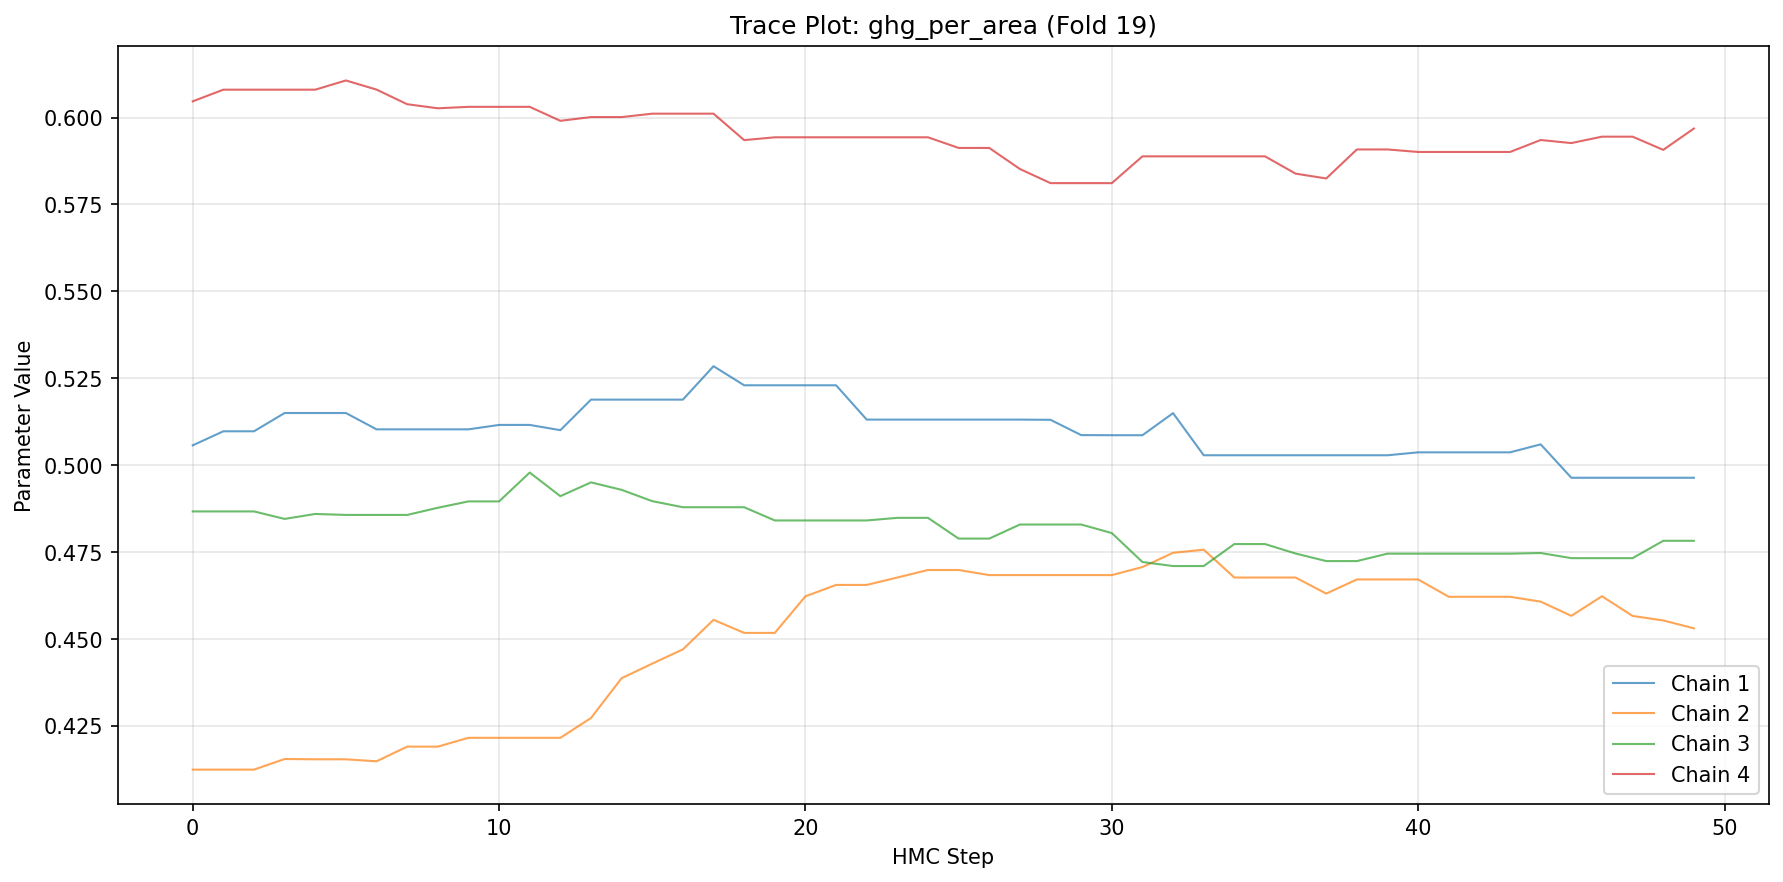 Trace Plot: ghg_per_area (Fold 19)
Parameter Value
0.600
0.575
0.550
0.525
0.500
0.475
0.450
0.425
Chain 1
Chain 2
Chain 3
Chain 4
0 10 20 30 40 50
HMC Step